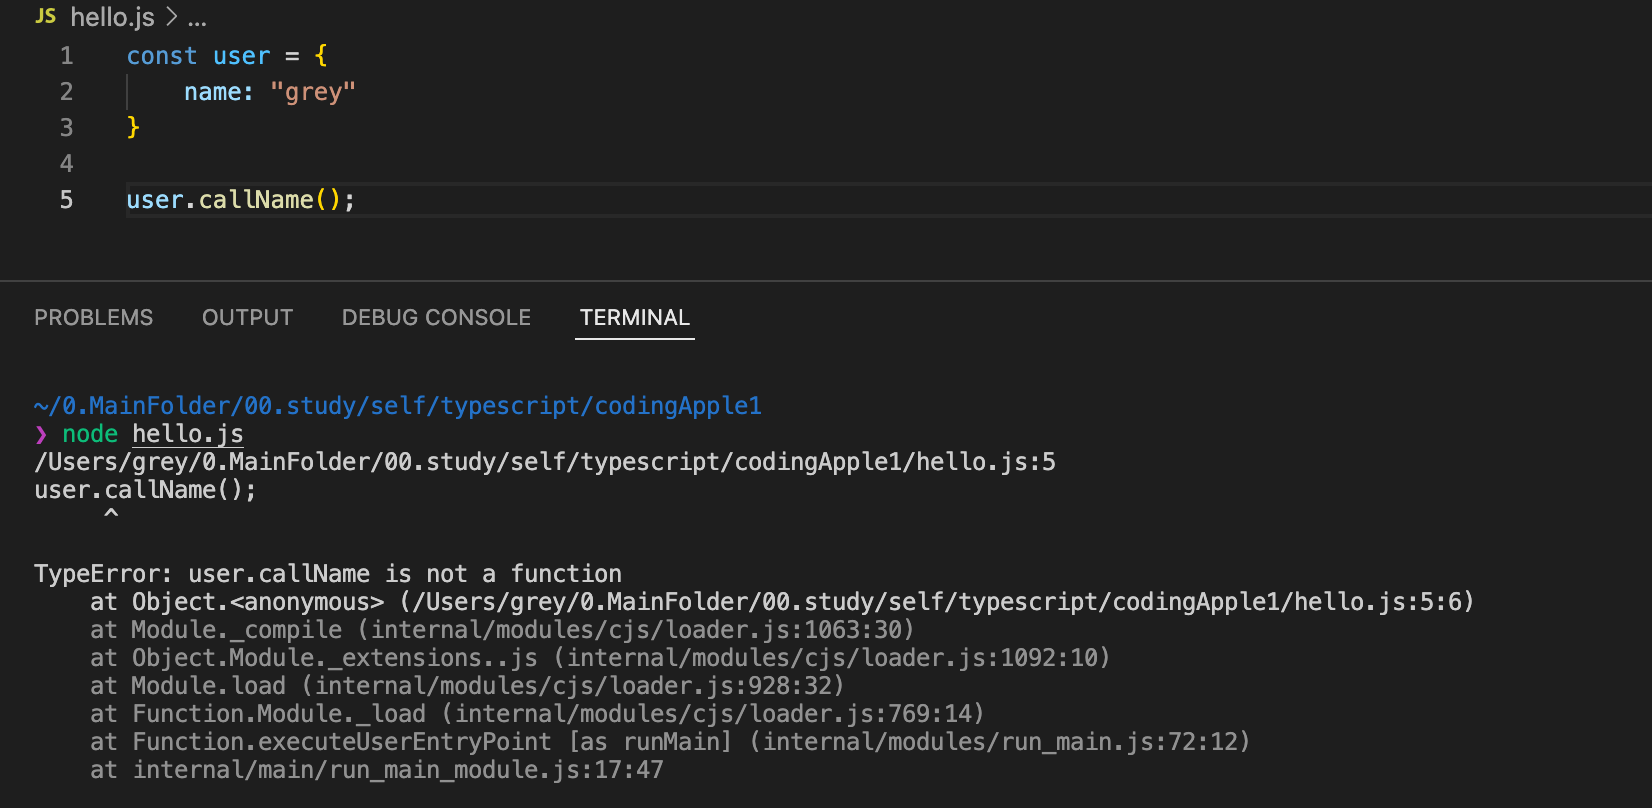 JS hello.js > ...
1 const user = {
2     name: "grey"
3 }
4
5 user.callName();
PROBLEMS OUTPUT DEBUG CONSOLE TERMINAL
~/0.MainFolder/00.study/self/typescript/codingApple1
❯ node hello.js
/Users/grey/0.MainFolder/00.study/self/typescript/codingApple1/hello.js:5
user.callName();
     ^
TypeError: user.callName is not a function
    at Object.<anonymous> (/Users/grey/0.MainFolder/00.study/self/typescript/codingApple1/hello.js:5:6)
    at Module._compile (internal/modules/cjs/loader.js:1063:30)
    at Object.Module._extensions..js (internal/modules/cjs/loader.js:1092:10)
    at Module.load (internal/modules/cjs/loader.js:928:32)
    at Function.Module._load (internal/modules/cjs/loader.js:769:14)
    at Function.executeUserEntryPoint [as runMain] (internal/modules/run_main.js:72:12)
    at internal/main/run_main_module.js:17:47